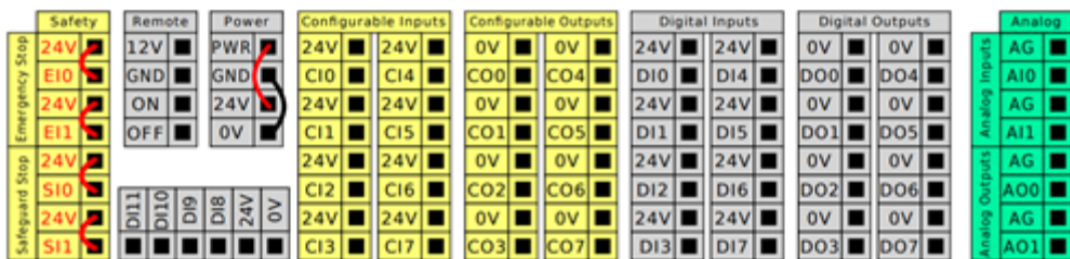 Safety
Emergency Stop
24V
EI0
24V
EI1
Safeguard Stop
24V
SI0
24V
SI1
Remote
12V
GND
ON
OFF
Power
PWR
GND
24V
0V
DI11
DI10
DI9
DI8
24V
0V
Configurable Inputs
24V 24V
CI0 CI4
24V 24V
CI1 CI5
24V 24V
CI2 CI6
24V 24V
CI3 CI7
Configurable Outputs
0V 0V
CO0 CO4
0V 0V
CO1 CO5
0V 0V
CO2 CO6
0V 0V
CO3 CO7
Digital Inputs
24V 24V
DI0 DI4
24V 24V
DI1 DI5
24V 24V
DI2 DI6
24V 24V
DI3 DI7
Digital Outputs
0V 0V
DO0 DO4
0V 0V
DO1 DO5
0V 0V
DO2 DO6
0V 0V
DO3 DO7
Analog
Analog Inputs
AG
AI0
AG
AI1
Analog Outputs
AG
AO0
AG
AO1